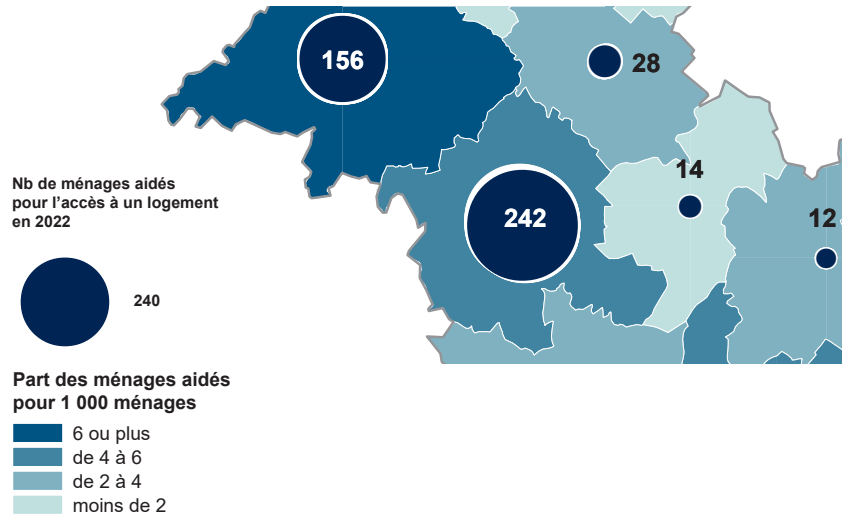 156
28
14
242
12
Nb de ménages aidés
pour l’accès à un logement
en 2022
240
Part des ménages aidés
pour 1 000 ménages
6 ou plus
de 4 à 6
de 2 à 4
moins de 2